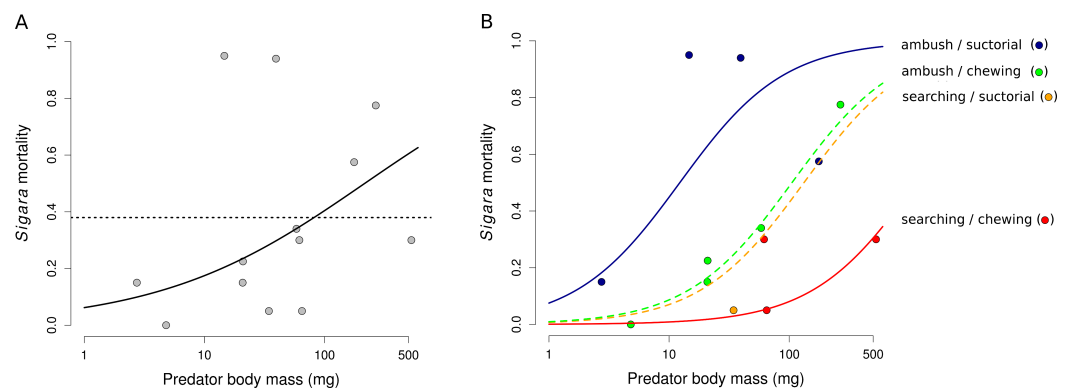 A
Sigara mortality
1.0
0.8
0.6
0.4
0.2
0.0
1
10
100
500
Predator body mass (mg)
B
Sigara mortality
1.0
0.8
0.6
0.4
0.2
0.0
1
10
100
500
Predator body mass (mg)
ambush / suctorial (●)
ambush / chewing (●)
searching / suctorial (●)
searching / chewing (●)